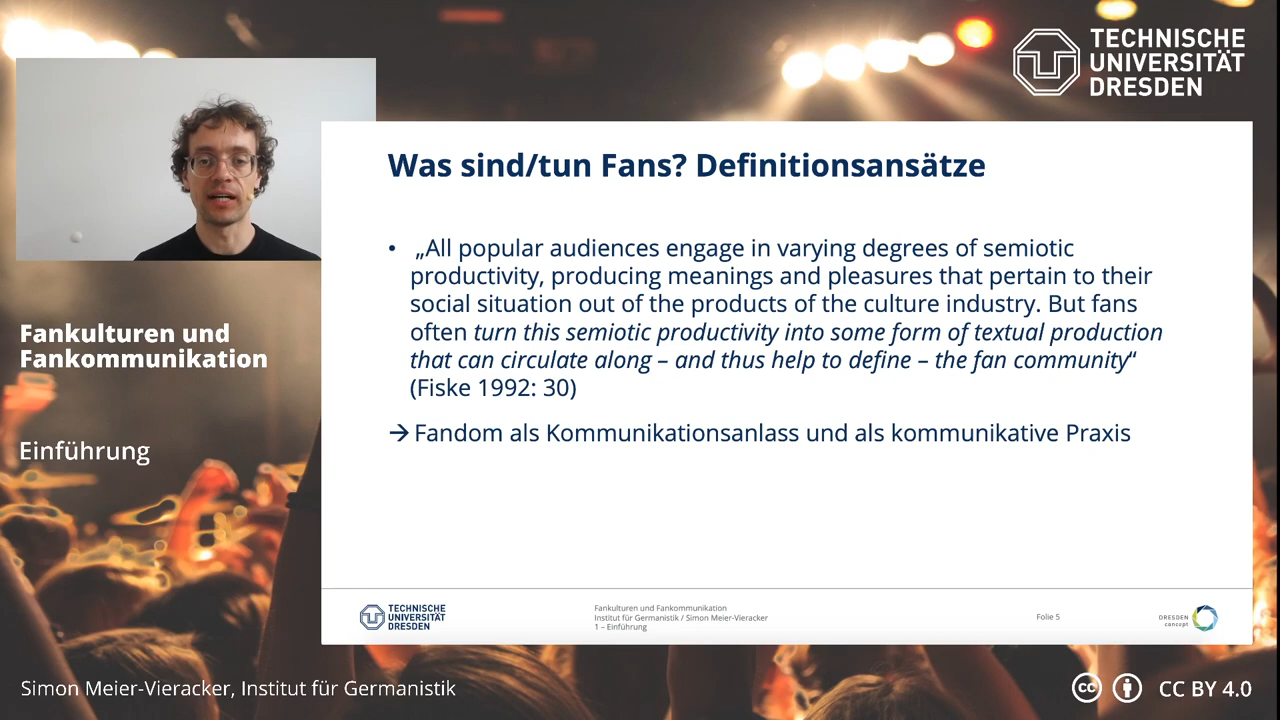 TECHNISCHE
UNIVERSITÄT
DRESDEN
Was sind/tun Fans? Definitionsansätze
• „All popular audiences engage in varying degrees of semiotic
productivity, producing meanings and pleasures that pertain to their
social situation out of the products of the culture industry. But fans
often turn this semiotic productivity into some form of textual production
that can circulate along – and thus help to define – the fan community“
(Fiske 1992: 30)
→ Fandom als Kommunikationsanlass und als kommunikative Praxis
Fankulturen und
Fankommunikation
Einführung
TECHNISCHE
UNIVERSITÄT
DRESDEN
Fankulturen und Fankommunikation
Institut für Germanistik / Simon Meier-Vieracker
1 – Einführung
Folie 5
DRESDEN
concept
Simon Meier-Vieracker, Institut für Germanistik
cc
CC BY 4.0